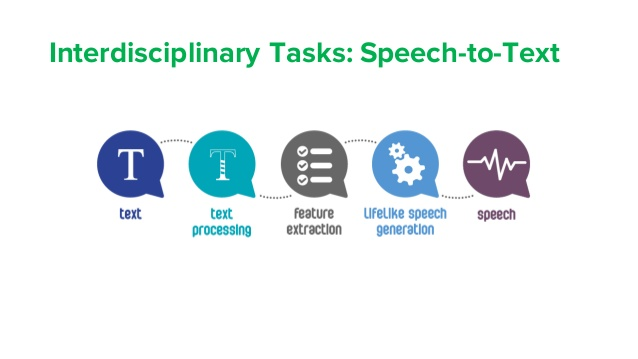 Interdisciplinary Tasks: Speech-to-Text
T
T
text
text
processing
feature
extraction
lifelike speech
generation
speech